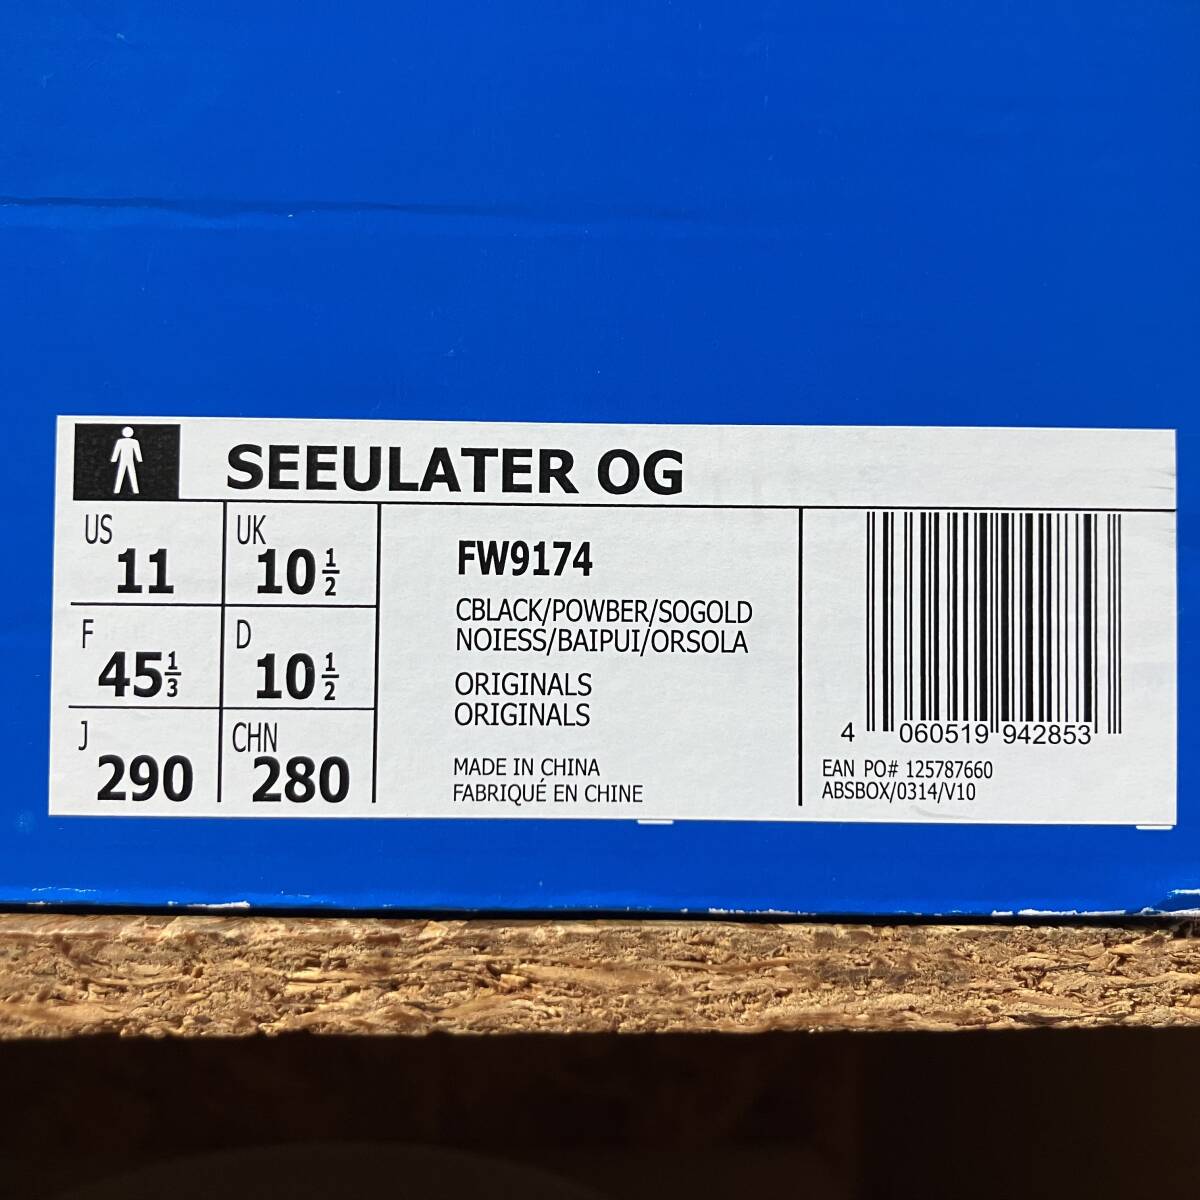 SEEULATER OG
US
11
UK
10 1/2
F
45 1/3
D
10 1/2
J
290
CHN
280
FW9174
CBLACK/POWBER/SOGOLD
NOIESS/BAIPUI/ORSOLA
ORIGINALS
ORIGINALS
MADE IN CHINA
FABRIQUÉ EN CHINE
4 060519 942853
EAN PO# 125787660
ABSBOX/0314/V10